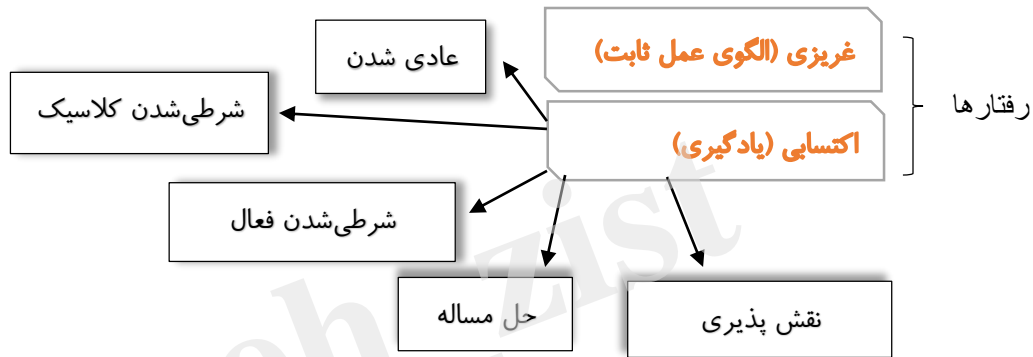 رفتارها
غریزی (الگوی عمل ثابت)
اکتسابی (یادگیری)
عادی شدن
شرطی‌شدن کلاسیک
شرطی‌شدن فعال
حل مساله
نقش پذیری
eh_zist